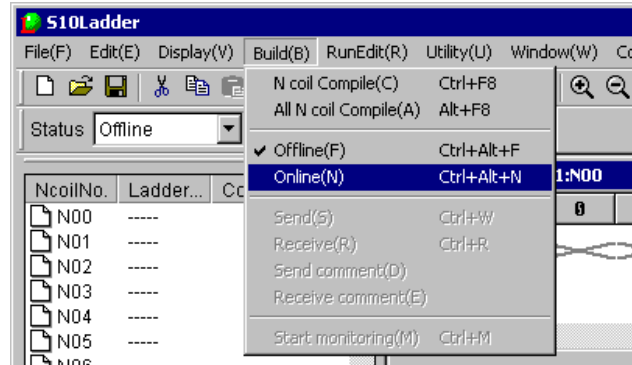 S10Ladder
File(F) Edit(E) Display(V) Build(B) RunEdit(R) Utility(U) Window(W)
N coil Compile(C) Ctrl+F8
All N coil Compile(A) Alt+F8
Status Offline
✔ Offline(F) Ctrl+Alt+F
Online(N) Ctrl+Alt+N
1:N00
NcoilNo. Ladder...
0
N00 -----
Send(S) Ctrl+W
N01 -----
Receive(R) Ctrl+R
N02 -----
Send comment(D)
N03 -----
Receive comment(E)
N04 -----
N05 -----
Start monitoring(M) Ctrl+M
N06